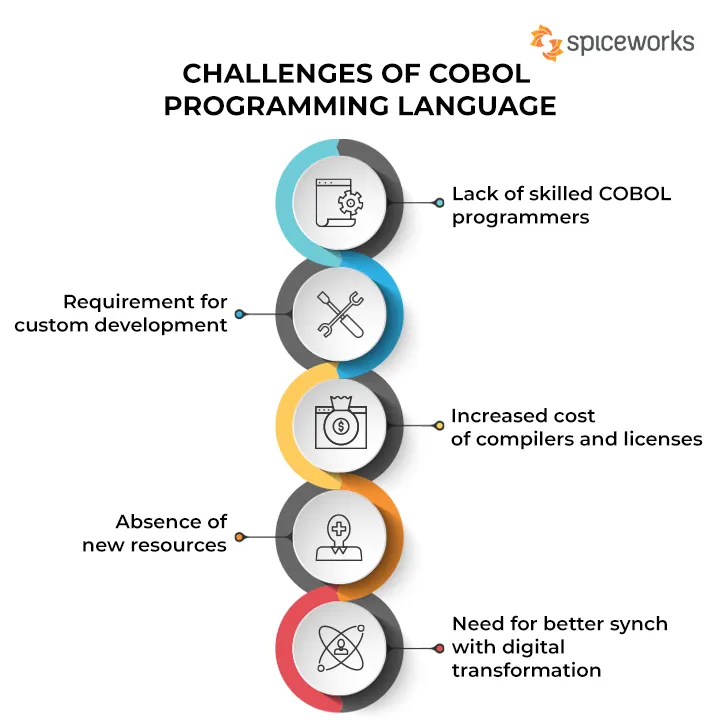 spiceworks
CHALLENGES OF COBOL
PROGRAMMING LANGUAGE
Lack of skilled COBOL
programmers
Requirement for
custom development
$
Increased cost
of compilers and licenses
Absence of
new resources
Need for better synch
with digital
transformation